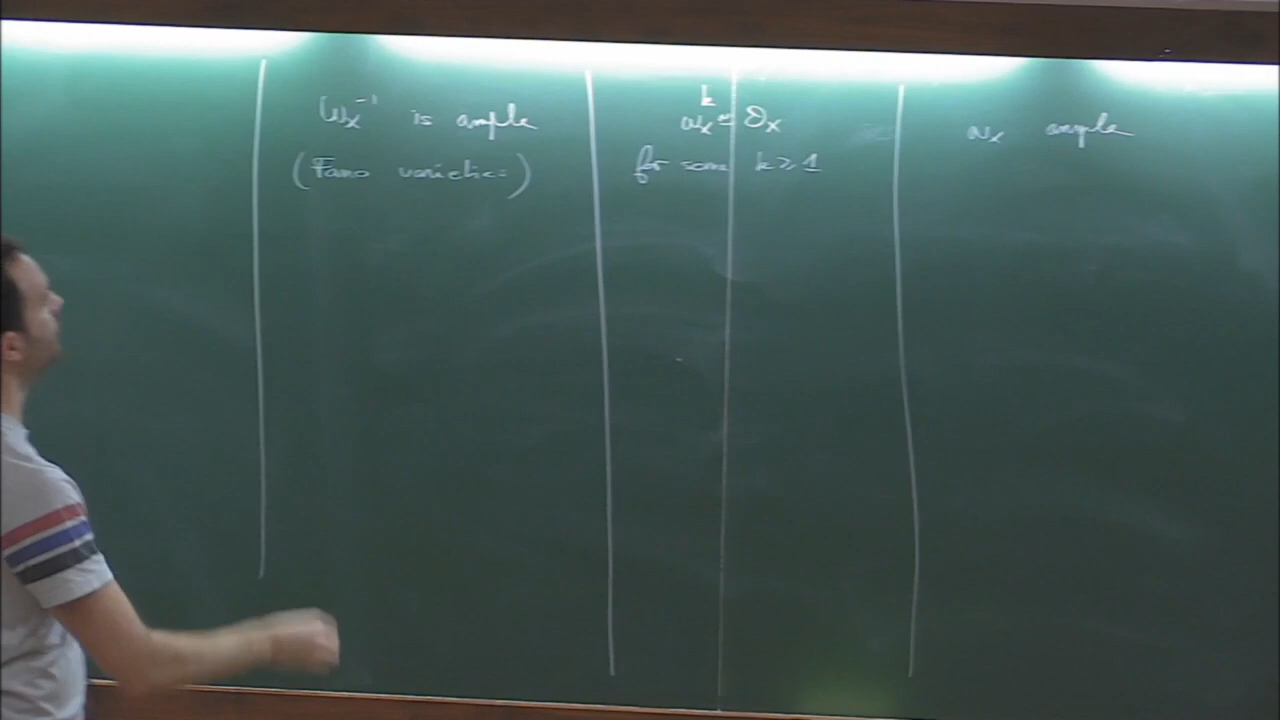 ω_X^{-1} is ample
(Fano varieties)
ω_X^k ≅ O_X
for some k ≥ 1
ω_X ample